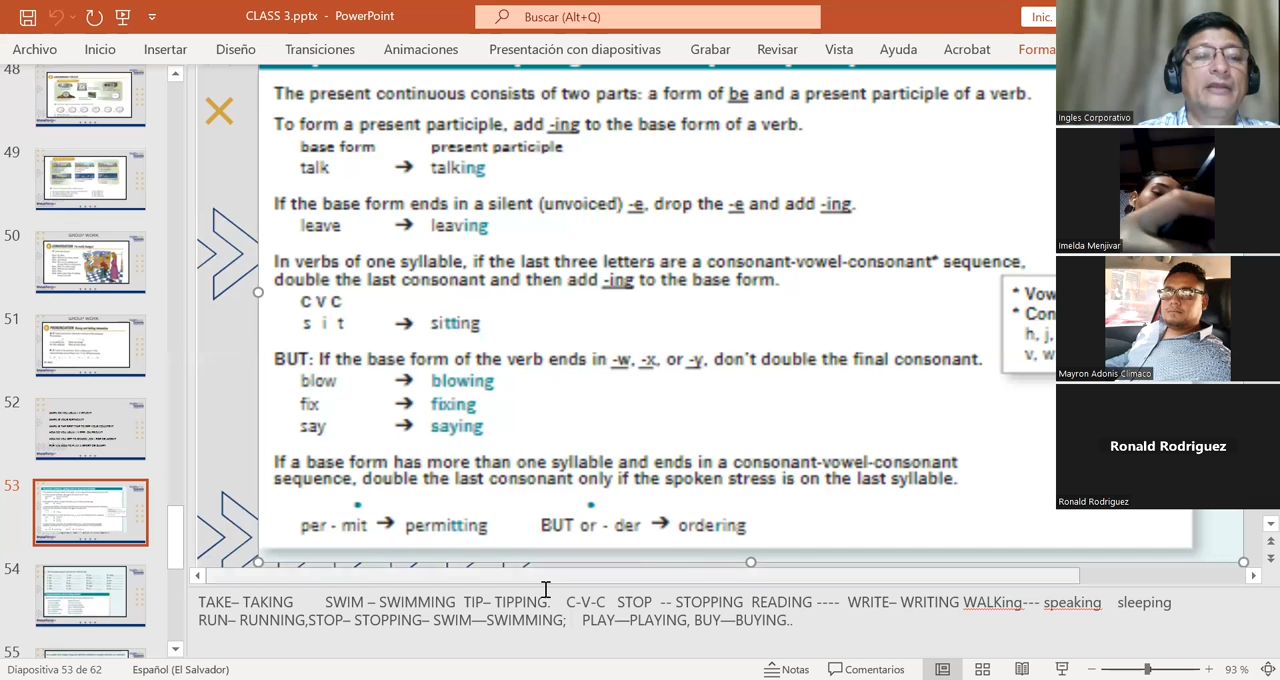 CLASS 3.pptx - PowerPoint
Buscar (Alt+Q)
Inic.
Archivo Inicio Insertar Diseño Transiciones Animaciones Presentación con diapositivas Grabar Revisar Vista Ayuda Acrobat Forma
48
49
50
51
52
53
54
55
The present continuous consists of two parts: a form of be and a present participle of a verb.
To form a present participle, add -ing to the base form of a verb.
base form present participle
talk → talking
If the base form ends in a silent (unvoiced) -e, drop the -e and add -ing.
leave → leaving
In verbs of one syllable, if the last three letters are a consonant-vowel-consonant* sequence,
double the last consonant and then add -ing to the base form.
C V C
s i t → sitting
* Vow
* Con
h, j,
v, w
BUT: If the base form of the verb ends in -w, -x, or -y, don't double the final consonant.
blow → blowing
fix → fixing
say → saying
If a base form has more than one syllable and ends in a consonant-vowel-consonant
sequence, double the last consonant only if the spoken stress is on the last syllable.
per - mit → permitting BUT or - der → ordering
TAKE– TAKING SWIM – SWIMMING TIP– TIPPING. C-V-C STOP -- STOPPING READING ---- WRITE– WRITING WALKing--- speaking sleeping
RUN– RUNNING,STOP– STOPPING– SWIM—SWIMMING; PLAY—PLAYING, BUY—BUYING..
Ingles Corporativo
Imelda Menjivar
Mayron Adonis Climaco
Ronald Rodriguez
Ronald Rodriguez
Diapositiva 53 de 62 Español (El Salvador) Notas Comentarios 93 %